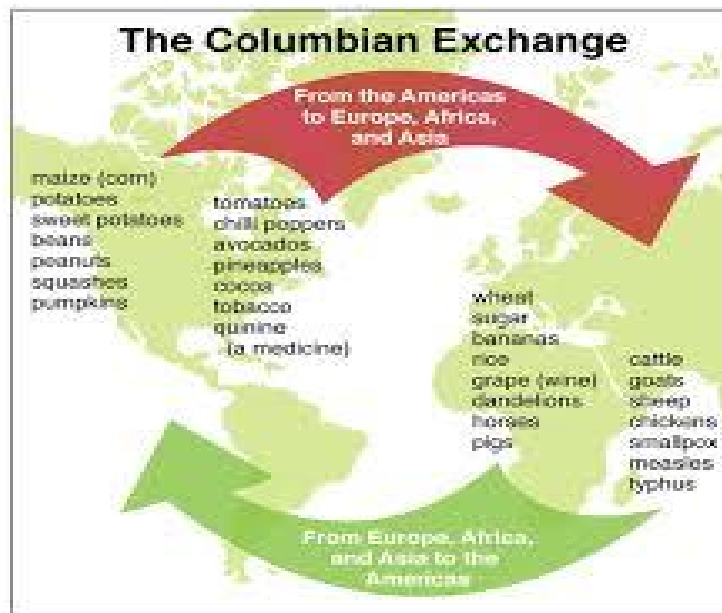 The Columbian Exchange
From the Americas
to Europe, Africa,
and Asia
maize (corn)
potatoes
sweet potatoes
beans
peanuts
squashes
pumpkins
tomatoes
chilli peppers
avocados
pineapples
cocoa
tobacco
quinine
(a medicine)
wheat
sugar
bananas
rice
grape (wine)
dandelions
horses
pigs
cattle
goats
sheep
chickens
smallpox
measles
typhus
From Europe, Africa,
and Asia to the
Americas